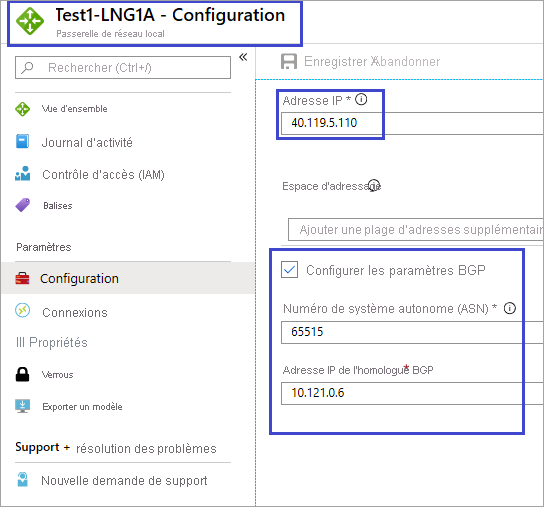 Test1-LNG1A - Configuration
Passerelle de réseau local
Rechercher (Ctrl+/)
Vue d'ensemble
Journal d'activité
Contrôle d'accès (IAM)
Balises
Paramètres
Configuration
Connexions
Propriétés
Verrous
Exporter un modèle
Support + résolution des problèmes
Nouvelle demande de support
Enregistrer Abandonner
Adresse IP *
40.119.5.110
Espace d'adressage
Ajouter une plage d'adresses supplémentair
Configurer les paramètres BGP
Numéro de système autonome (ASN) *
65515
Adresse IP de l'homologue BGP *
10.121.0.6